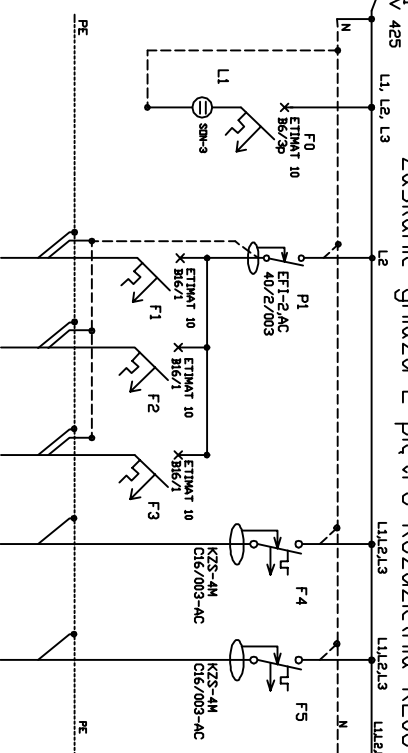 V 425
N
L1, L2, L3
L2
L1,L2,L3
L1,L2,L3
PE
L1
SON-3
F0
ETIMAT 10
B6/3p
P1
EFI-2,AC
40/2/003
ETIMAT 10
B16/1
F1
ETIMAT 10
B16/1
F2
ETIMAT 10
B16/1
F3
F4
KZS-4M
C16/003-AC
F5
KZS-4M
C16/003-AC
N
PE